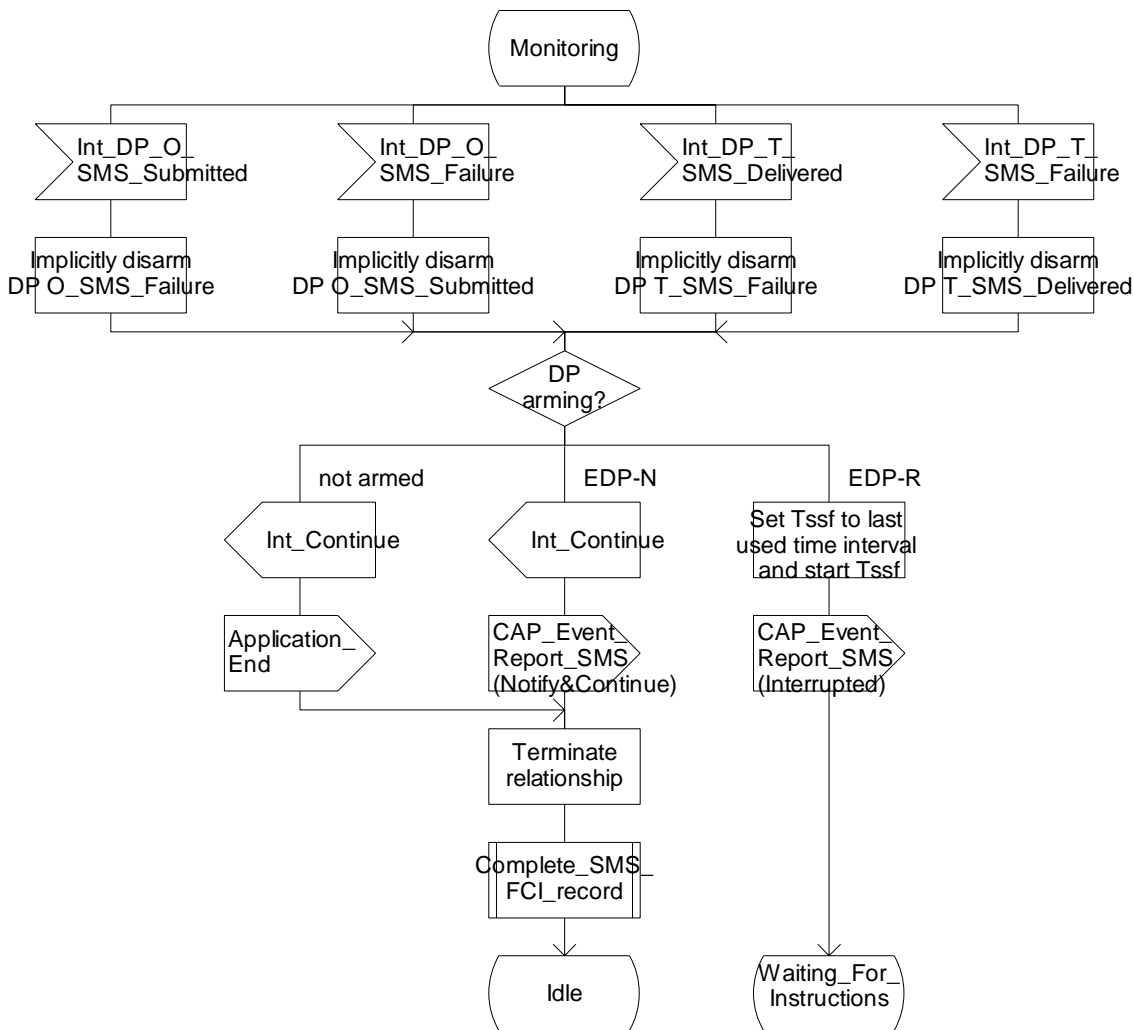 Monitoring
Int_DP_O_
SMS_Submitted
Int_DP_O_
SMS_Failure
Int_DP_T_
SMS_Delivered
Int_DP_T_
SMS_Failure
Implicitly disarm
DP O_SMS_Failure
Implicitly disarm
DP O_SMS_Submitted
Implicitly disarm
DP T_SMS_Failure
Implicitly disarm
DP T_SMS_Delivered
DP
arming?
not armed
EDP-N
EDP-R
Int_Continue
Int_Continue
Set Tssf to last
used time interval
and start Tssf
Application_
End
CAP_Event_
Report_SMS
(Notify&Continue)
CAP_Event_
Report_SMS
(Interrupted)
Terminate
relationship
Complete_SMS_
FCI_record
Idle
Waiting_For_
Instructions